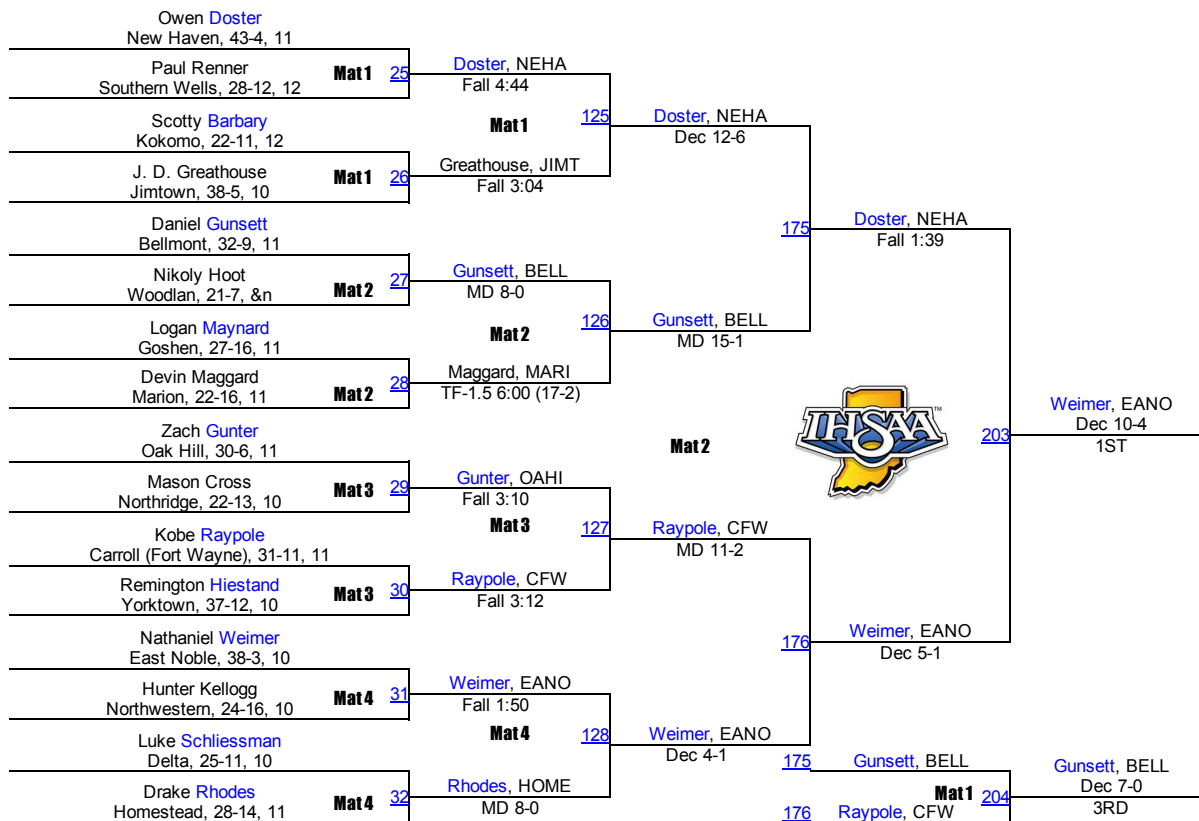 Owen Doster
New Haven, 43-4, 11
Paul Renner
Southern Wells, 28-12, 12
Mat 1 25
Scotty Barbary
Kokomo, 22-11, 12
J. D. Greathouse
Jimtown, 38-5, 10
Mat 1 26
Daniel Gunsett
Bellmont, 32-9, 11
Nikoly Hoot
Woodlan, 21-7, &n
Mat 2 27
Logan Maynard
Goshen, 27-16, 11
Devin Maggard
Marion, 22-16, 11
Mat 2 28
Zach Gunter
Oak Hill, 30-6, 11
Mason Cross
Northridge, 22-13, 10
Mat 3 29
Kobe Raypole
Carroll (Fort Wayne), 31-11, 11
Remington Hiestand
Yorktown, 37-12, 10
Mat 3 30
Nathaniel Weimer
East Noble, 38-3, 10
Hunter Kellogg
Northwestern, 24-16, 10
Mat 4 31
Luke Schliessman
Delta, 25-11, 10
Drake Rhodes
Homestead, 28-14, 11
Mat 4 32
Doster, NEHA
Fall 4:44
Mat 1 125
Greathouse, JIMT
Fall 3:04
Gunsett, BELL
MD 8-0
Mat 2 126
Maggard, MARI
TF-1.5 6:00 (17-2)
Gunter, OAHI
Fall 3:10
Mat 3 127
Raypole, CFW
Fall 3:12
Weimer, EANO
Fall 1:50
Mat 4 128
Rhodes, HOME
MD 8-0
Doster, NEHA
Dec 12-6
175
Gunsett, BELL
MD 15-1
Mat 2
Raypole, CFW
MD 11-2
176
Weimer, EANO
Dec 4-1
Doster, NEHA
Fall 1:39
IHSAA™
203
Weimer, EANO
Dec 5-1
Weimer, EANO
Dec 10-4
1ST
175 Gunsett, BELL
Mat 1 204
176 Raypole, CFW
Gunsett, BELL
Dec 7-0
3RD